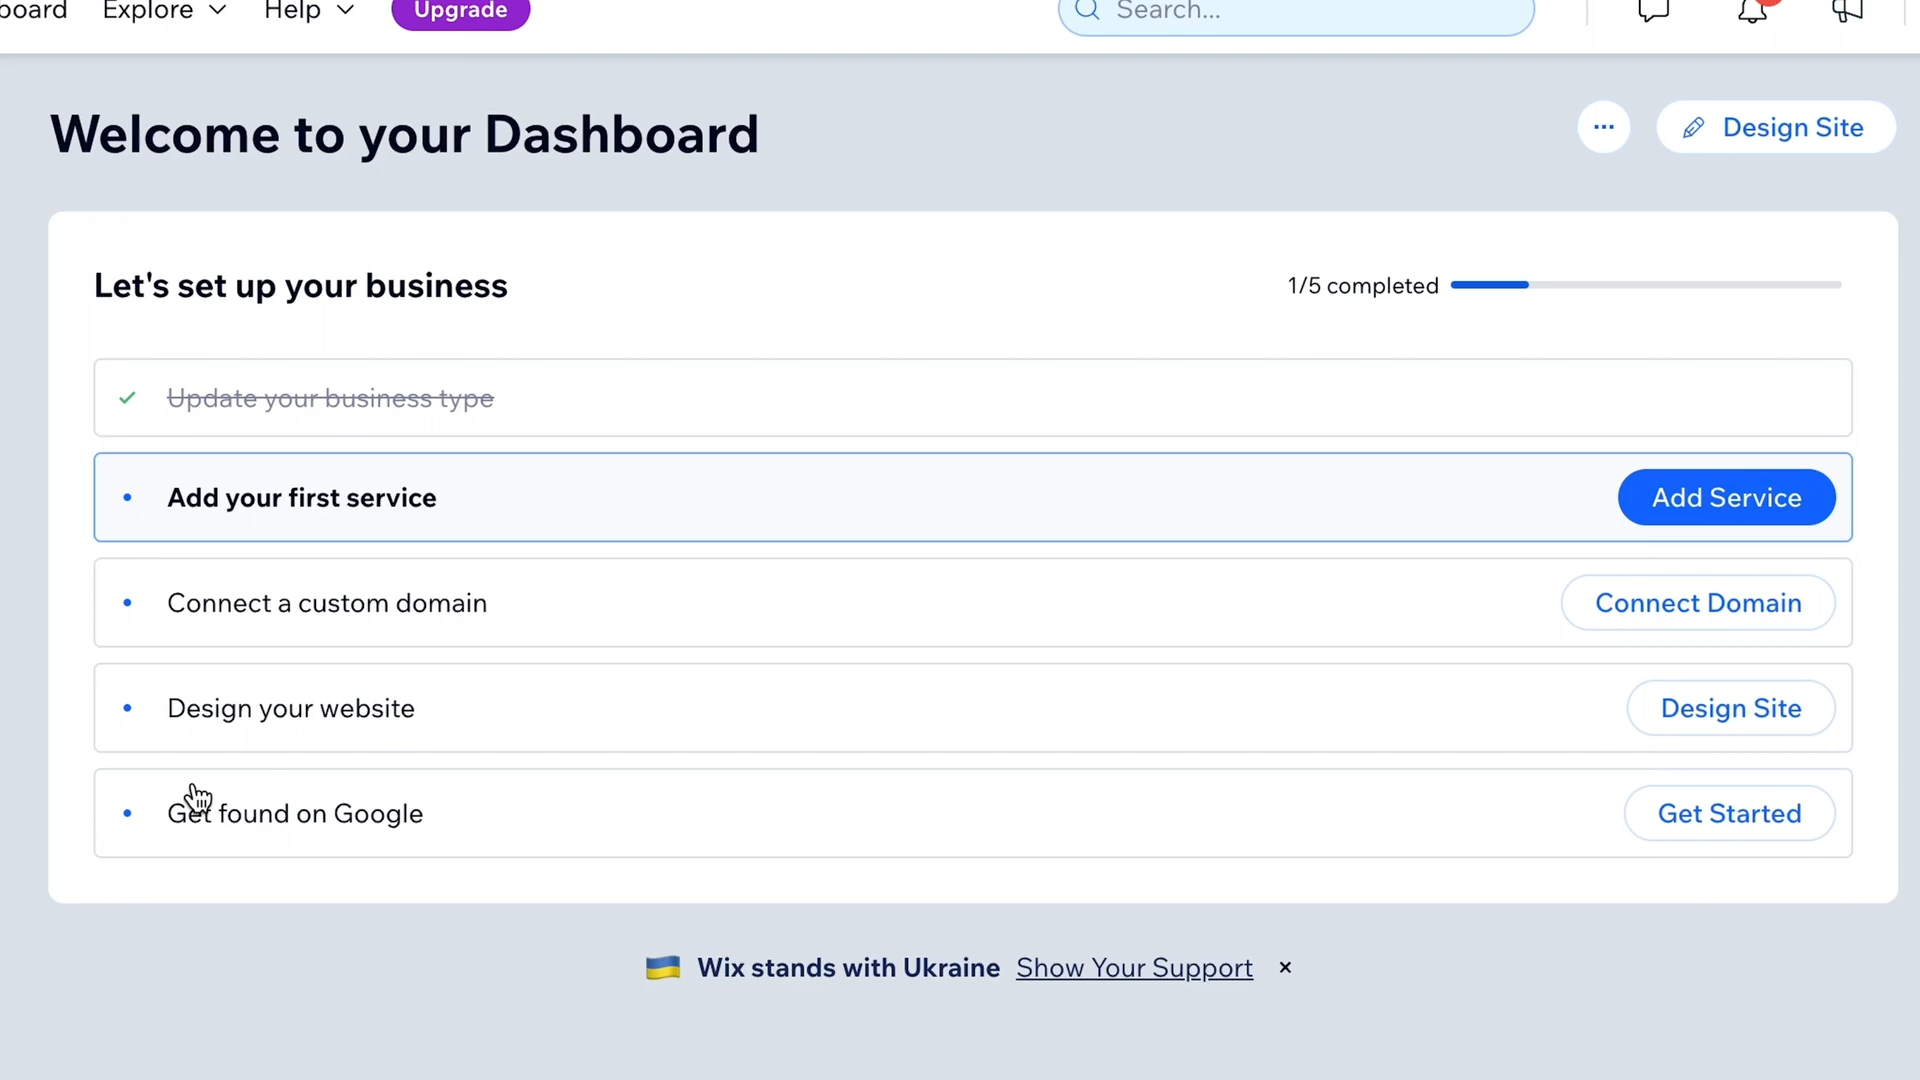 board Explore Help Upgrade Search...
Welcome to your Dashboard
Design Site
Let's set up your business
1/5 completed
Update your business type
Add your first service
Add Service
Connect a custom domain
Connect Domain
Design your website
Design Site
Get found on Google
Get Started
Wix stands with Ukraine Show Your Support